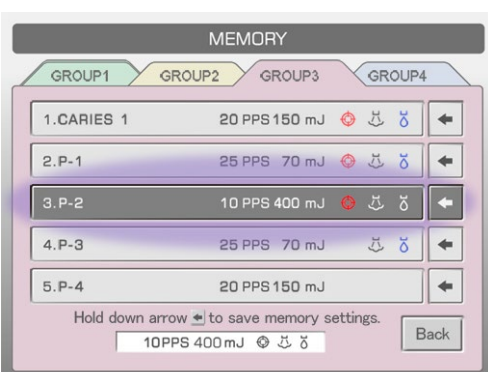 MEMORY
GROUP1 GROUP2 GROUP3 GROUP4
1.CARIES 1 20 PPS 150 mJ
2.P-1 25 PPS 70 mJ
3.P-2 10 PPS 400 mJ
4.P-3 25 PPS 70 mJ
5.P-4 20 PPS 150 mJ
Hold down arrow to save memory settings.
10PPS 400mJ
Back